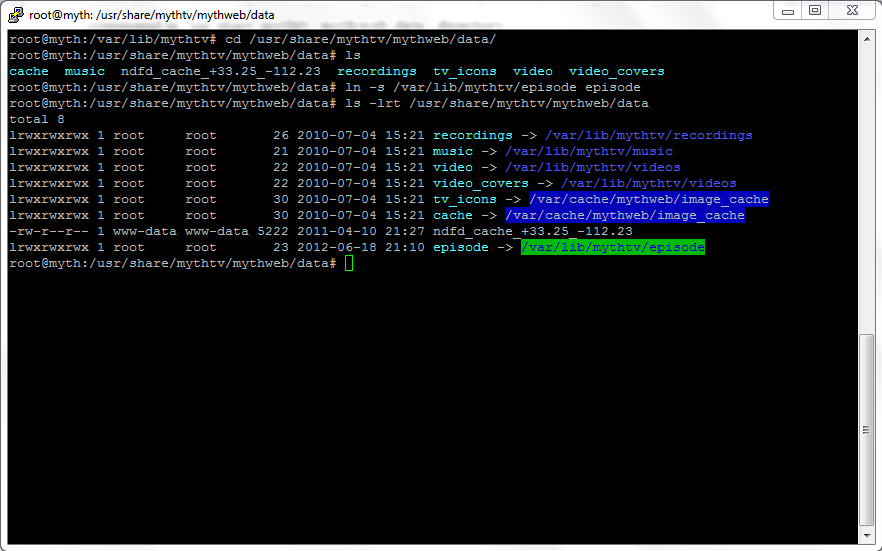 root@myth: /usr/share/mythtv/mythweb/data
root@myth:/var/lib/mythtv# cd /usr/share/mythtv/mythweb/data/
root@myth:/usr/share/mythtv/mythweb/data# ls
cache  music  ndfd_cache_+33.25_-112.23  recordings  tv_icons  video  video_covers
root@myth:/usr/share/mythtv/mythweb/data# ln -s /var/lib/mythtv/episode episode
root@myth:/usr/share/mythtv/mythweb/data# ls -lrt /usr/share/mythtv/mythweb/data
total 8
lrwxrwxrwx 1 root     root       26 2010-07-04 15:21 recordings -> /var/lib/mythtv/recordings
lrwxrwxrwx 1 root     root       21 2010-07-04 15:21 music -> /var/lib/mythtv/music
lrwxrwxrwx 1 root     root       22 2010-07-04 15:21 video -> /var/lib/mythtv/videos
lrwxrwxrwx 1 root     root       22 2010-07-04 15:21 video_covers -> /var/lib/mythtv/videos
lrwxrwxrwx 1 root     root       30 2010-07-04 15:21 tv_icons -> /var/cache/mythweb/image_cache
lrwxrwxrwx 1 root     root       30 2010-07-04 15:21 cache -> /var/cache/mythweb/image_cache
-rw-r--r-- 1 www-data www-data 5222 2011-04-10 21:27 ndfd_cache_+33.25_-112.23
lrwxrwxrwx 1 root     root       23 2012-06-18 21:10 episode -> /var/lib/mythtv/episode
root@myth:/usr/share/mythtv/mythweb/data#